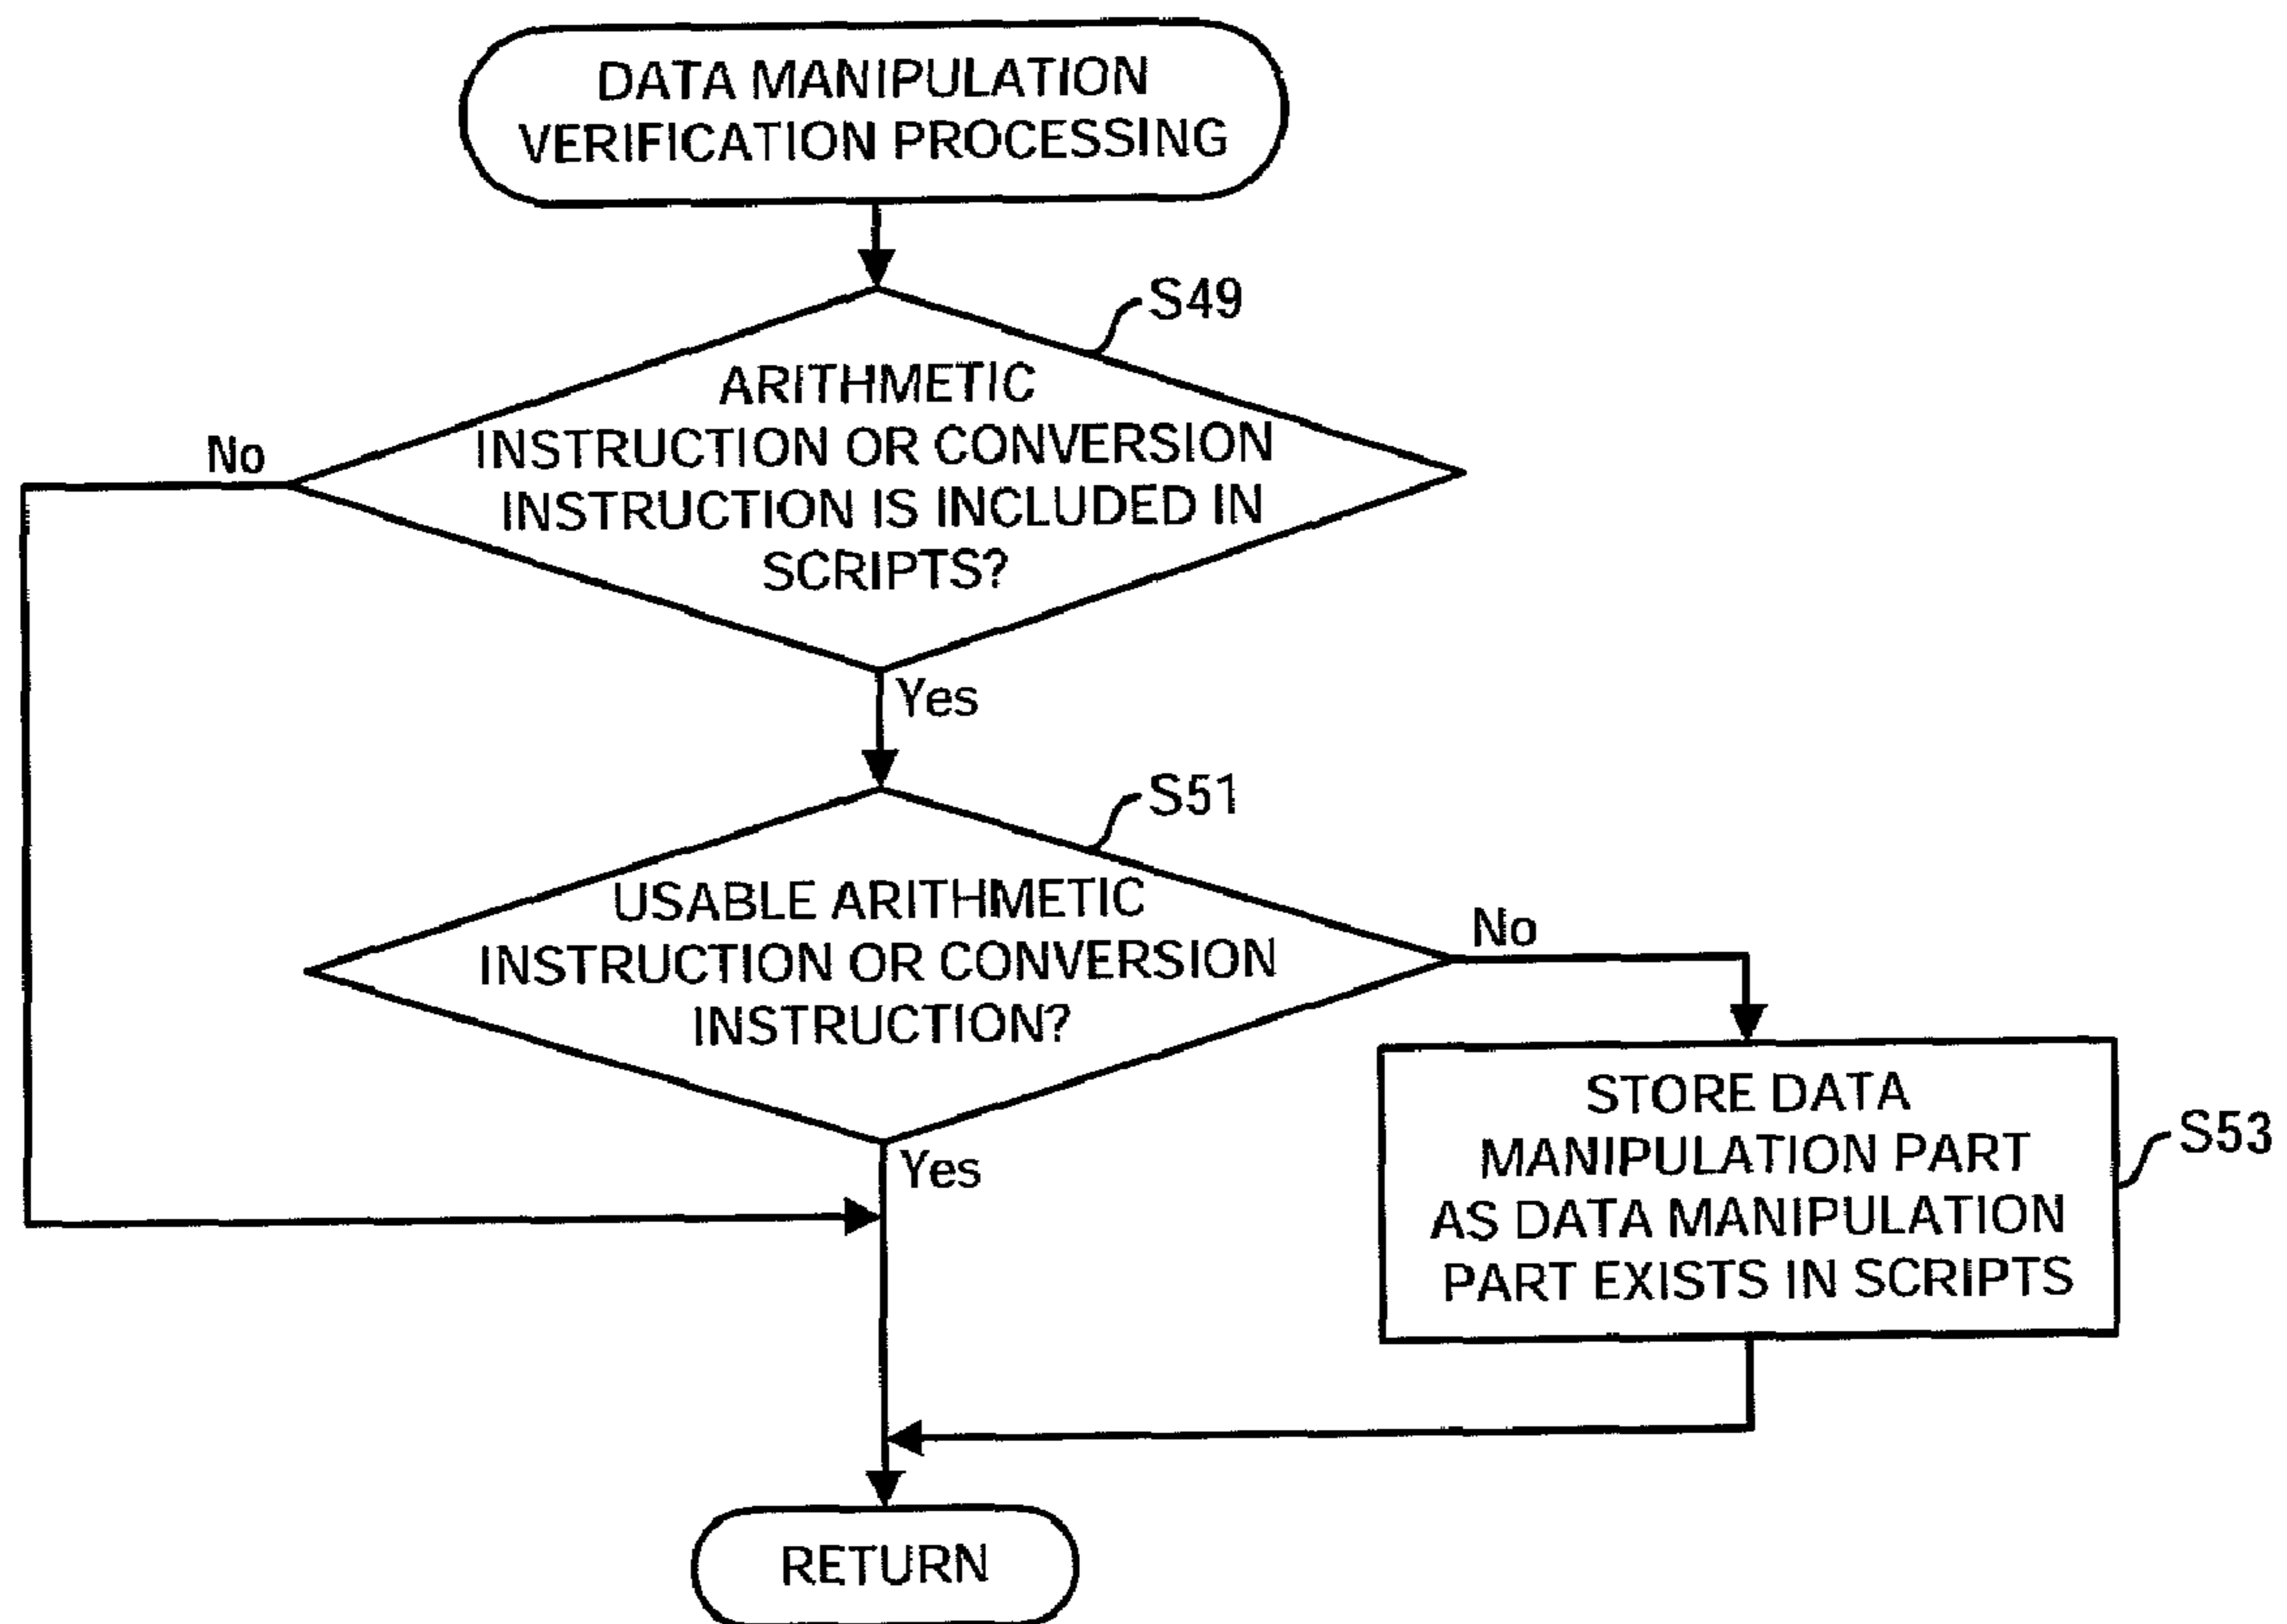 DATA MANIPULATION
VERIFICATION PROCESSING
S49
ARITHMETIC
INSTRUCTION OR CONVERSION
INSTRUCTION IS INCLUDED IN
SCRIPTS?
No
Yes
S51
USABLE ARITHMETIC
INSTRUCTION OR CONVERSION
INSTRUCTION?
No
Yes
STORE DATA
MANIPULATION PART
AS DATA MANIPULATION
PART EXISTS IN SCRIPTS
S53
RETURN